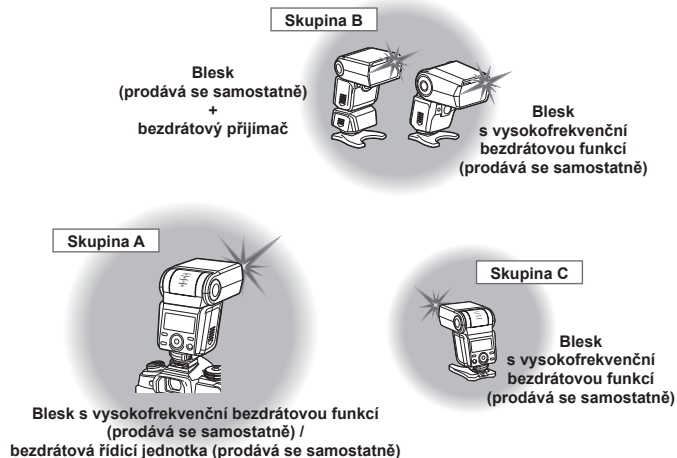 Skupina B
Blesk
(prodává se samostatně)
+
bezdrátový přijímač
Blesk
s vysokofrekvenční
bezdrátovou funkcí
(prodává se samostatně)
Skupina A
Skupina C
Blesk
s vysokofrekvenční
bezdrátovou funkcí
(prodává se samostatně)
Blesk s vysokofrekvenční bezdrátovou funkcí
(prodává se samostatně) /
bezdrátová řídicí jednotka (prodává se samostatně)